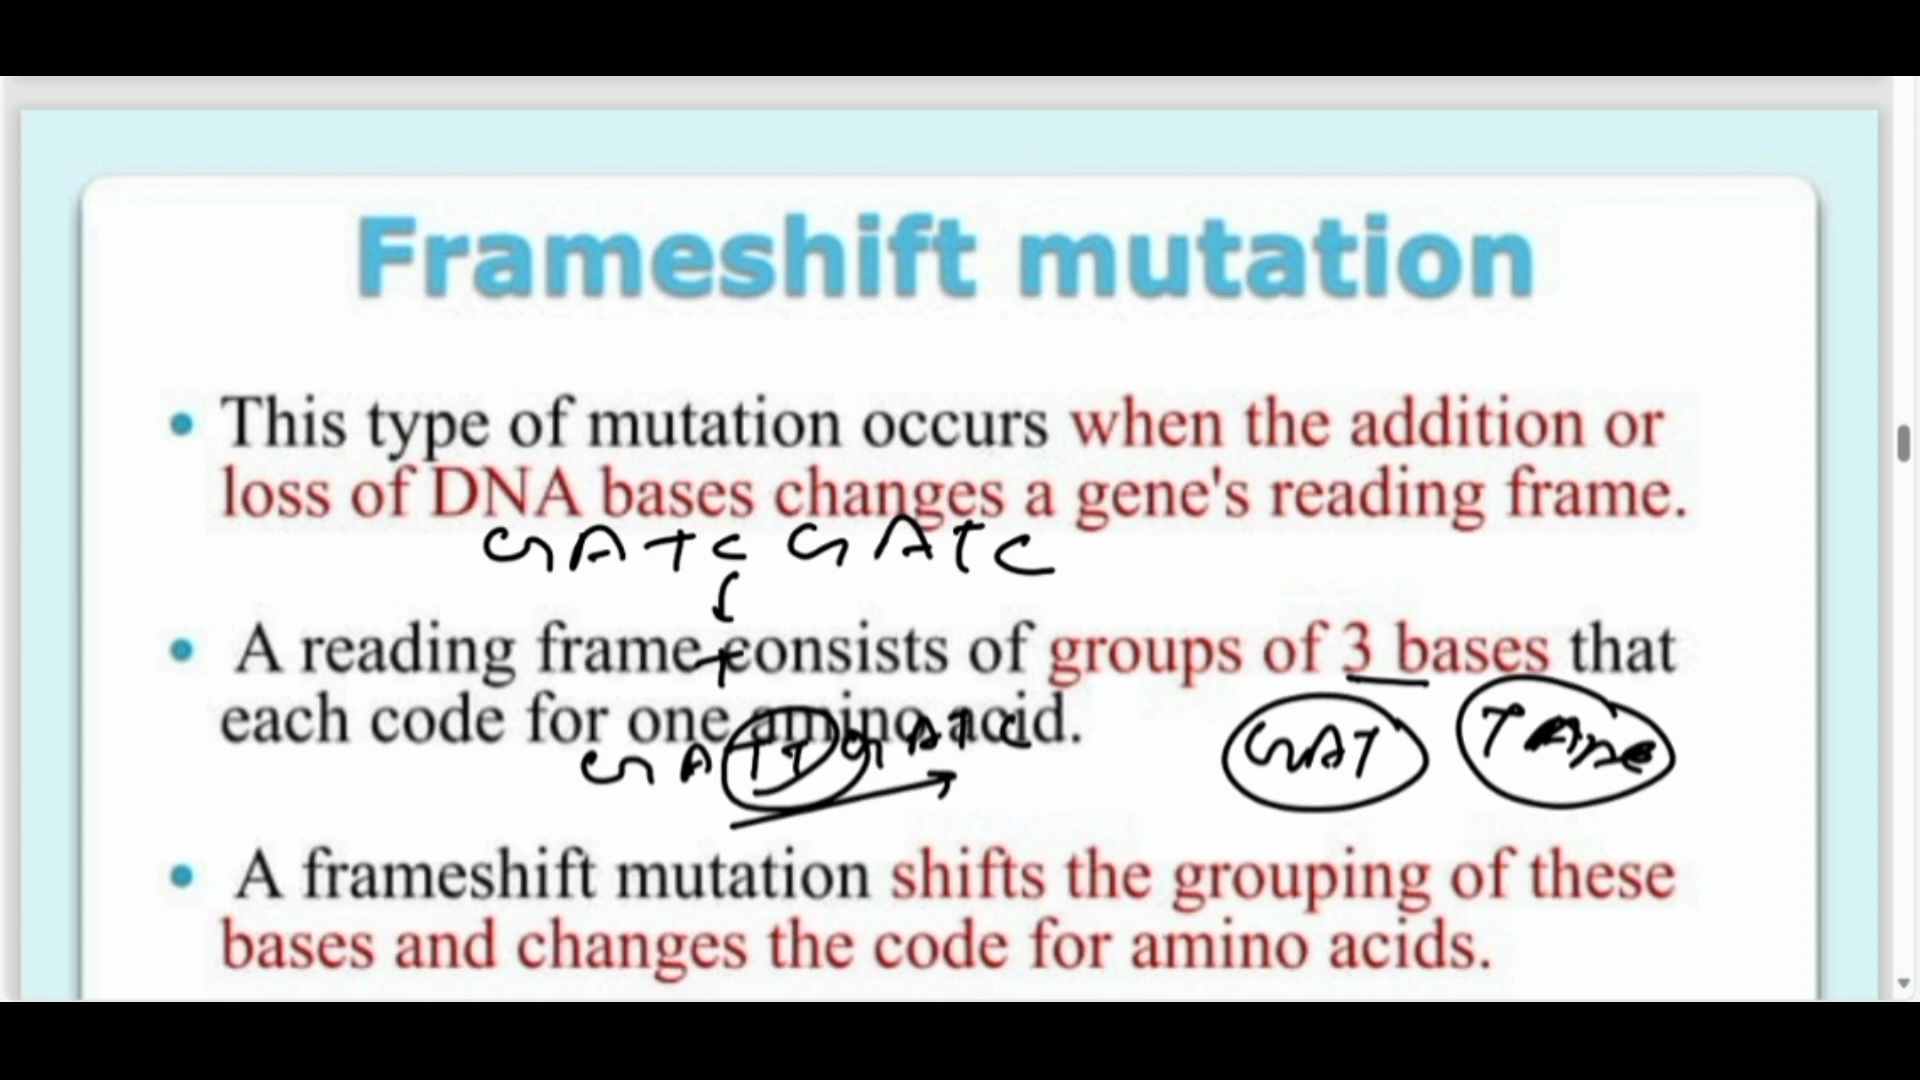 Frameshift mutation
• This type of mutation occurs when the addition or
loss of DNA bases changes a gene's reading frame.
GATC GATC
• A reading frame consists of groups of 3 bases that
T
each code for one amino acid.
GATTGATC
GAT
• A frameshift mutation shifts the grouping of these
bases and changes the code for amino acids.